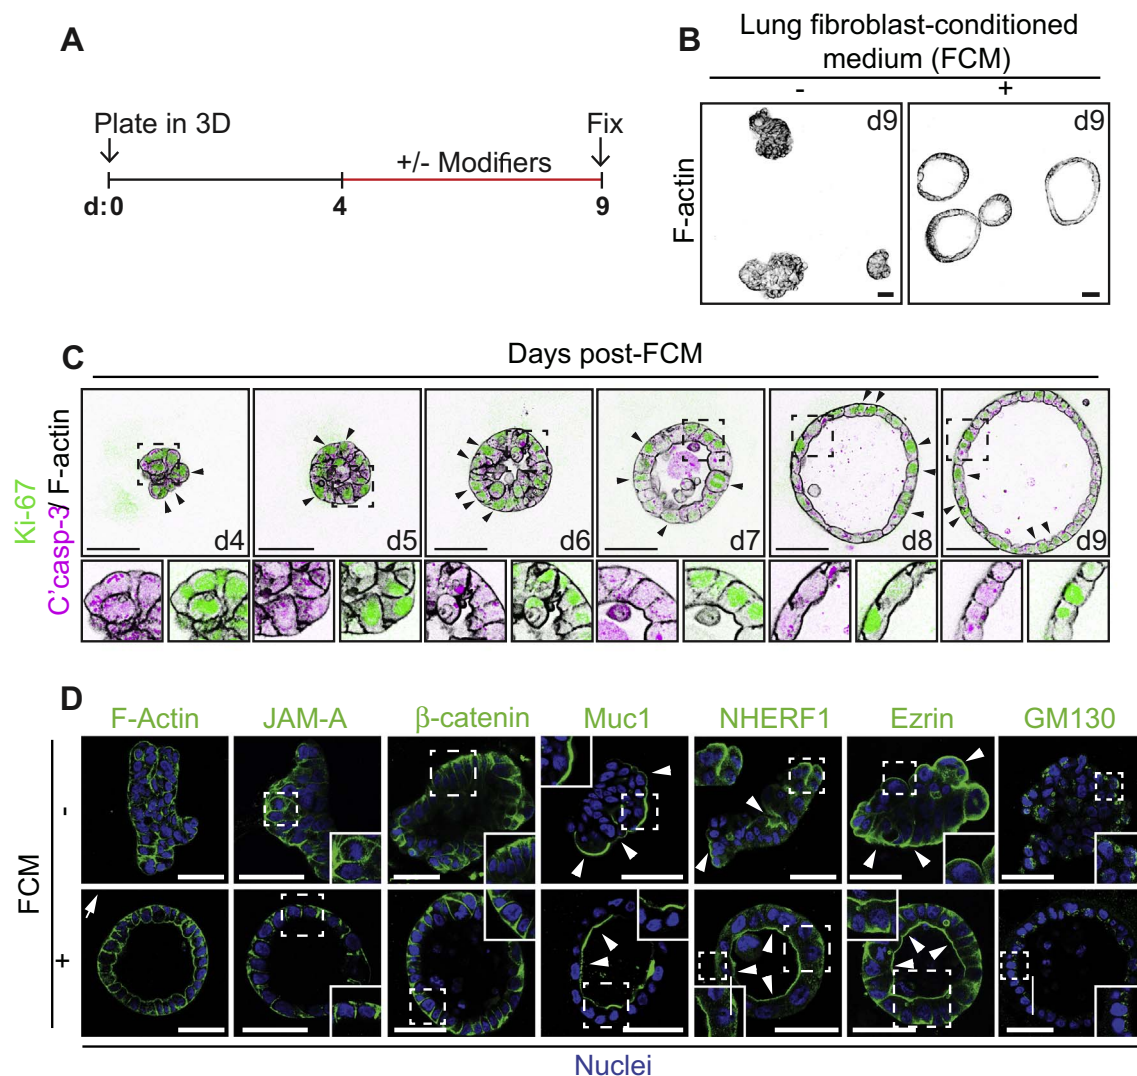 A
Plate in 3D
Fix
+/- Modifiers
d:0
4
9
B
Lung fibroblast-conditioned
medium (FCM)
-
+
F-actin
d9
d9
C
Days post-FCM
Ki-67
C'casp-3/ F-actin
d4
d5
d6
d7
d8
d9
D
F-Actin
JAM-A
β-catenin
Muc1
NHERF1
Ezrin
GM130
FCM
-
+
Nuclei